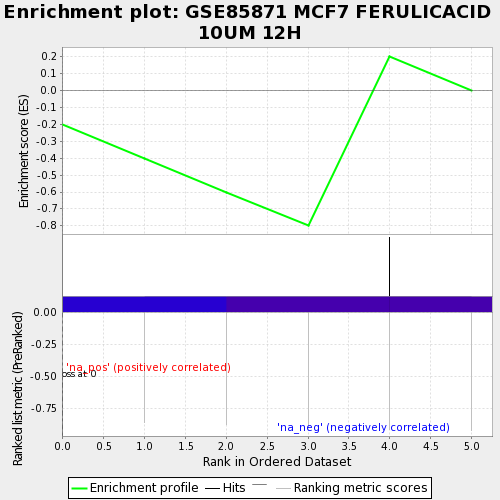 Enrichment plot: GSE85871 MCF7 FERULICACID
10UM 12H
Enrichment score (ES)
0.2
0.1
0.0
-0.1
-0.2
-0.3
-0.4
-0.5
-0.6
-0.7
-0.8
Ranked list metric (PreRanked)
0.00
-0.25
-0.50
-0.75
'na_pos' (positively correlated)
'na_neg' (negatively correlated)
0.0 0.5 1.0 1.5 2.0 2.5 3.0 3.5 4.0 4.5 5.0
Rank in Ordered Dataset
Enrichment profile Hits Ranking metric scores